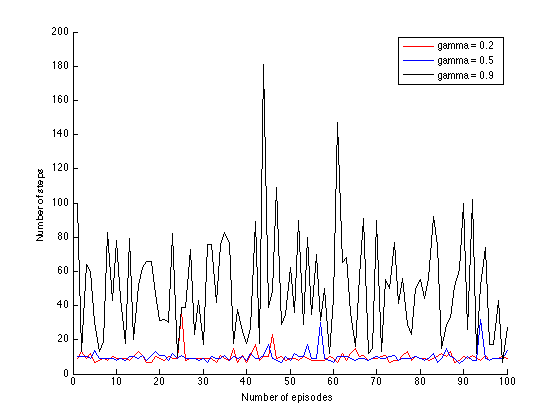 200
180
160
140
120
100
80
60
40
20
0
Number of steps
gamma = 0.2
gamma = 0.5
gamma = 0.9
0 10 20 30 40 50 60 70 80 90 100
Number of episodes